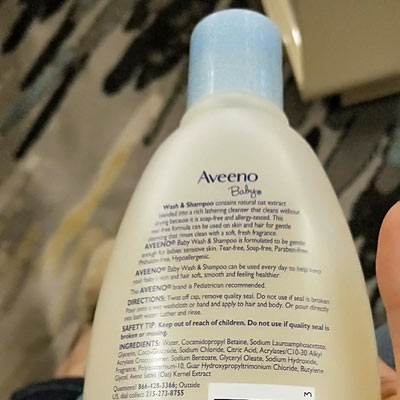 Aveeno
Baby®
Wash & Shampoo contains natural oat extract
blended into a rich lathering cleanser that cleans without
drying because it is soap-free and allergy-tested. This
tear-free formula can be used on skin and hair for gentle
cleansing that rinses clean with a soft, fresh fragrance.
AVEENO® Baby Wash & Shampoo is formulated to be gentle
enough for babies sensitive skin. Tear-free, Soap-free, Paraben-free,
Phthalate-free, Hypoallergenic.
AVEENO® Baby Wash & Shampoo can be used every day to help keep
your baby's skin and hair soft, smooth and feeling healthier.
The AVEENO® brand is Pediatrician recommended.
DIRECTIONS: Twist off cap, remove quality seal. Do not use if seal is broken.
Pour onto a wet washcloth or hand and apply to hair and body. Or pour directly
into bath water. Lather and rinse.
SAFETY TIP: Keep out of reach of children. Do not use if quality seal is
broken or missing.
INGREDIENTS: Water, Cocamidopropyl Betaine, Sodium Lauroamphoacetate,
Glycerin, Coco-Glucoside, Sodium Chloride, Citric Acid, Acrylates/C10-30 Alkyl
Acrylate Crosspolymer, Sodium Benzoate, Glyceryl Oleate, Sodium Hydroxide,
Fragrance, Polyquaternium-10, Guar Hydroxypropyltrimonium Chloride, Butylene
Glycol, Avena Sativa (Oat) Kernel Extract
Questions? 866-428-3366; Outside
US, dial collect 215-273-8755
3